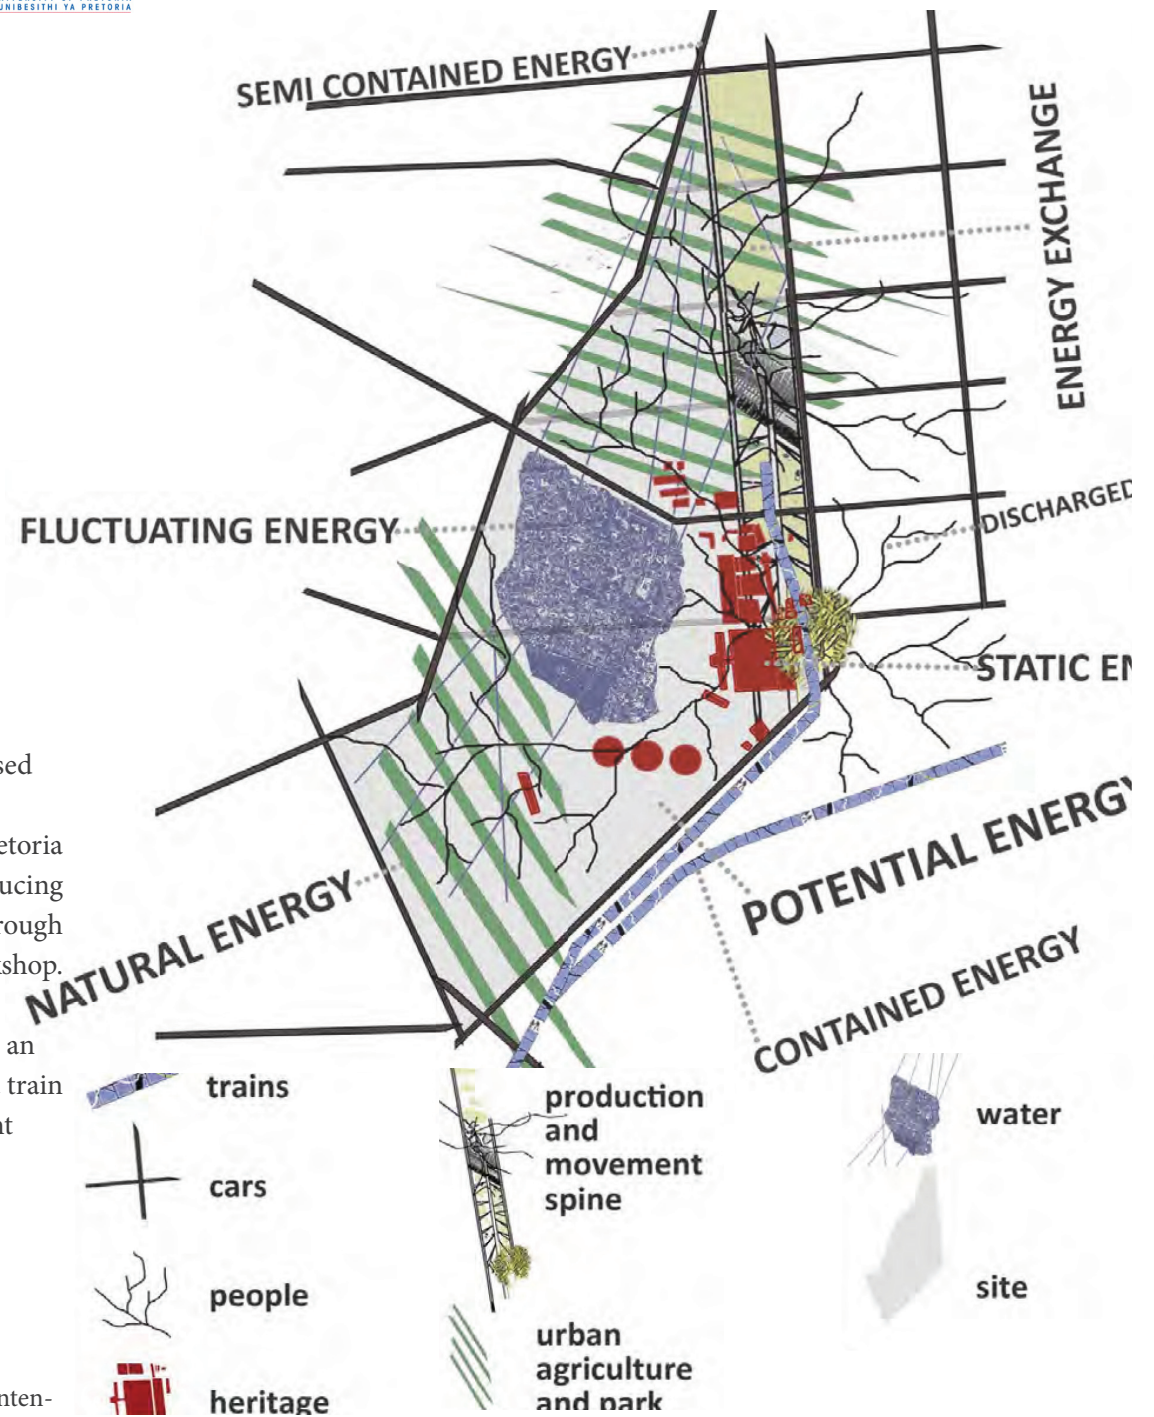 UNIBESITHI YA PRETORIA
SEMI CONTAINED ENERGY
ENERGY EXCHANGE
FLUCTUATING ENERGY
DISCHARGED
STATIC EN
POTENTIAL ENERGY
NATURAL ENERGY
CONTAINED ENERGY
sed
etoria
ucing
rough
kshop.
an
train
nt
nten-
trains
cars
people
heritage
production
and
movement
spine
urban
agriculture
and park
water
site